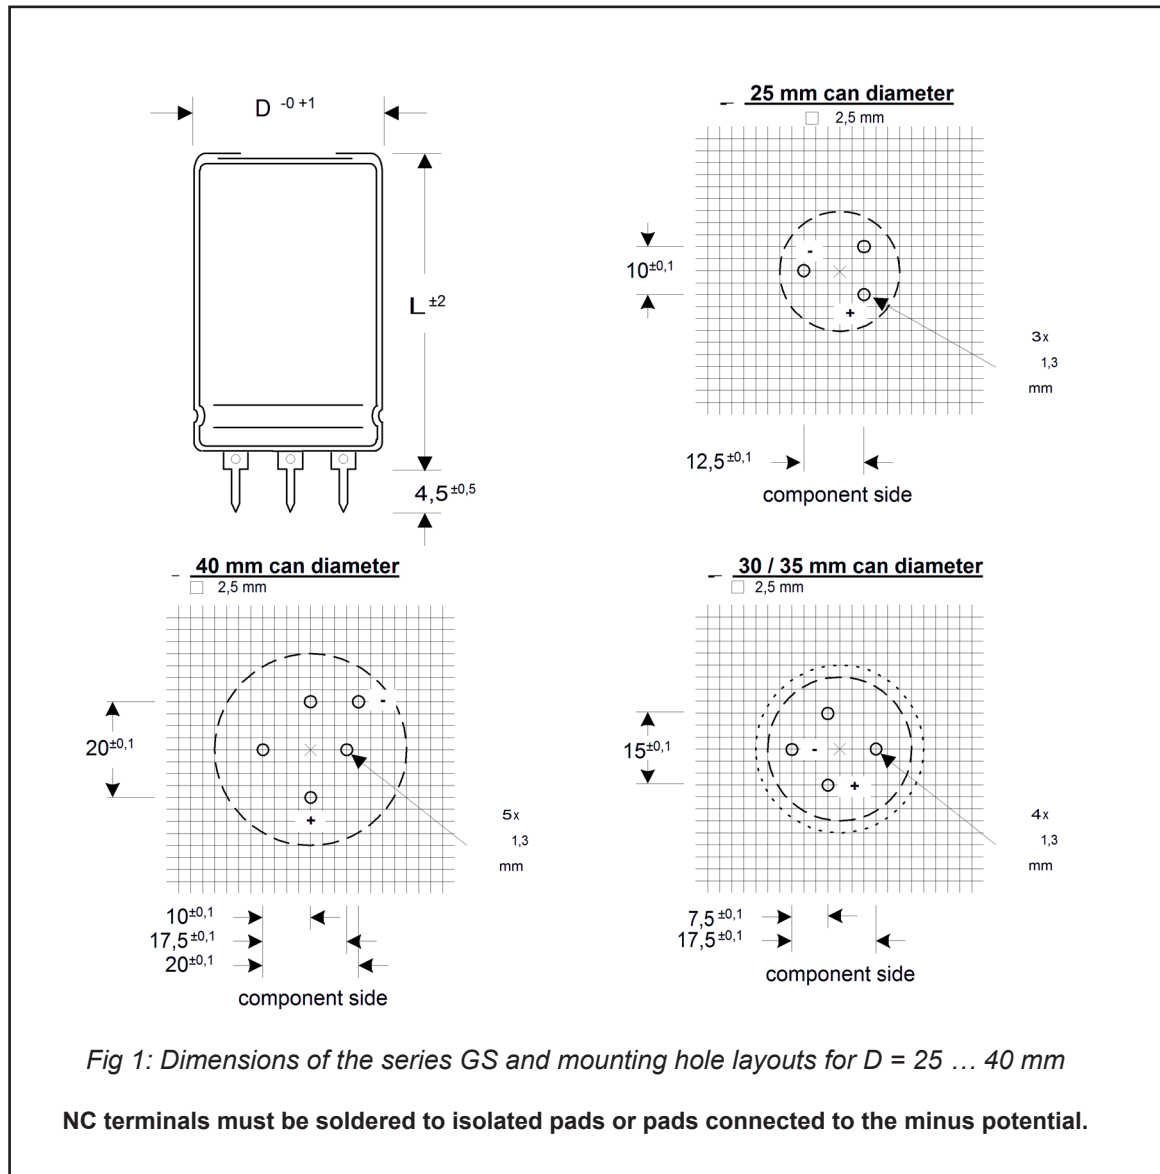 D -0 +1
L±2
4,5±0,5
25 mm can diameter
□ 2,5 mm
-
10±0,1
+
3x
1,3
mm
12,5±0,1
component side
40 mm can diameter
□ 2,5 mm
-
20±0,1
+
5x
1,3
mm
10±0,1
17,5±0,1
20±0,1
component side
30 / 35 mm can diameter
□ 2,5 mm
15±0,1
-
+
4x
1,3
mm
7,5±0,1
17,5±0,1
component side
Fig 1: Dimensions of the series GS and mounting hole layouts for D = 25 … 40 mm
NC terminals must be soldered to isolated pads or pads connected to the minus potential.